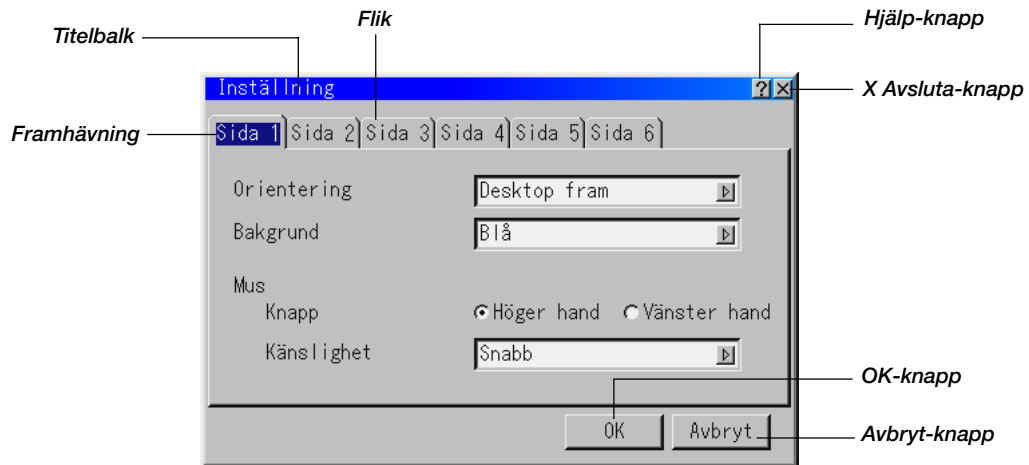 Flik
Hjälp-knapp
Titelbalk
Inställning
?
X Avsluta-knapp
Framhävning
Sida 1 Sida 2 Sida 3 Sida 4 Sida 5 Sida 6
Orientering Desktop fram
Bakgrund Blå
Mus
Knapp Höger hand Vänster hand
Känslighet Snabb
OK-knapp
OK Avbryt
Avbryt-knapp